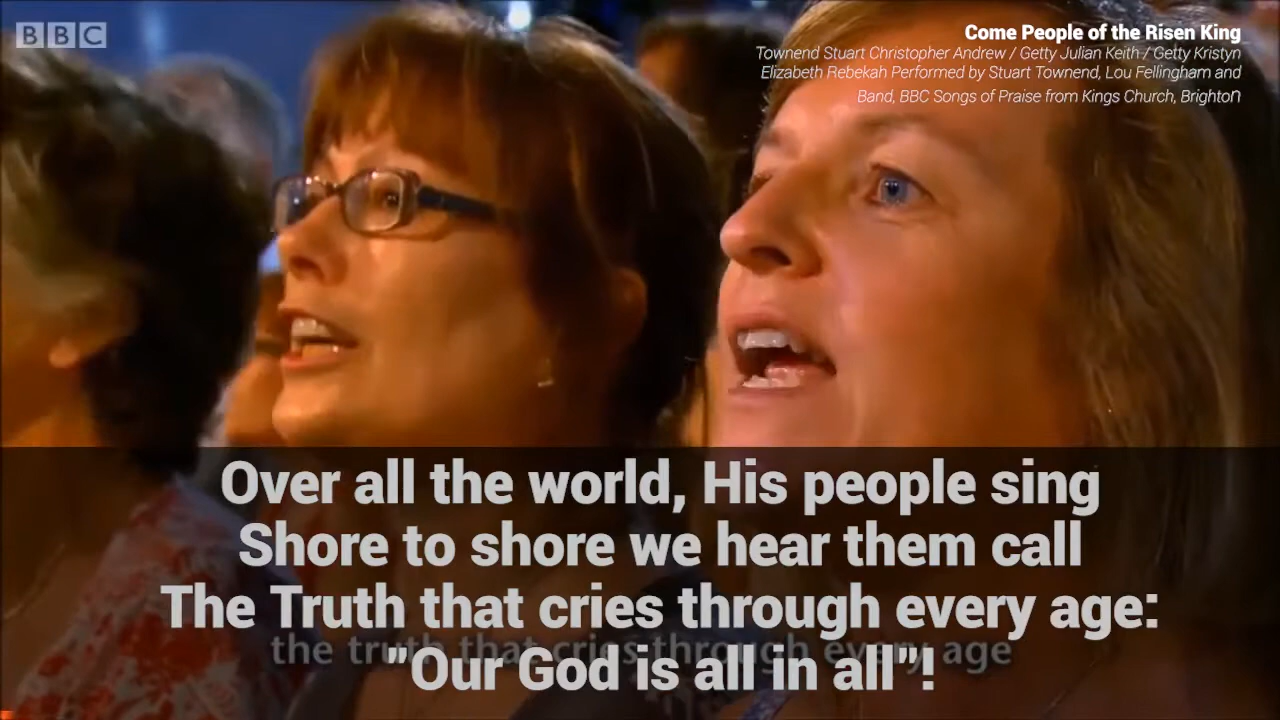 BBC
Come People of the Risen King
Townend Stuart Christopher Andrew / Getty Julian Keith / Getty Kristyn
Elizabeth Rebekah Performed by Stuart Townend, Lou Fellingham and
Band, BBC Songs of Praise from Kings Church, Brighton
Over all the world, His people sing
Shore to shore we hear them call
The Truth that cries through every age:
the truth that cries through every age
"Our God is all in all"!